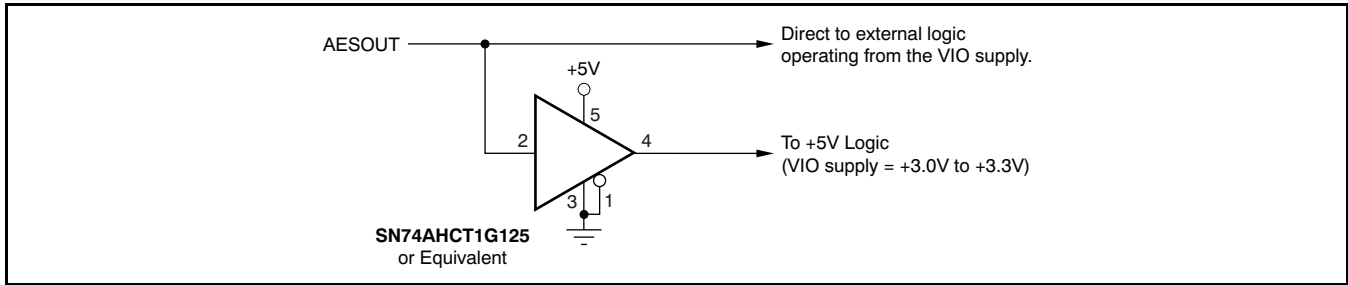 AESOUT
Direct to external logic
operating from the VIO supply.
+5V
5
2
4
To +5V Logic
(VIO supply = +3.0V to +3.3V)
3
1
SN74AHCT1G125
or Equivalent